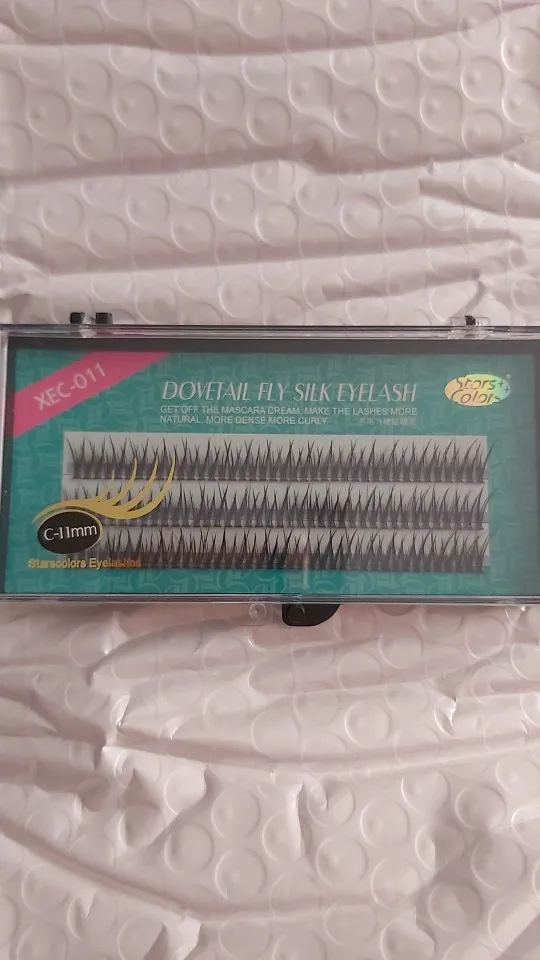 XEC-011
DOVETAIL FLY SILK EYELASH
Stars+
Colors
GET OFF THE MASCARA CREAM, MAKE THE LASHES MORE
NATURAL, MORE DENSE,MORE CURLY.
C-11mm
Starscolors Eyelashes